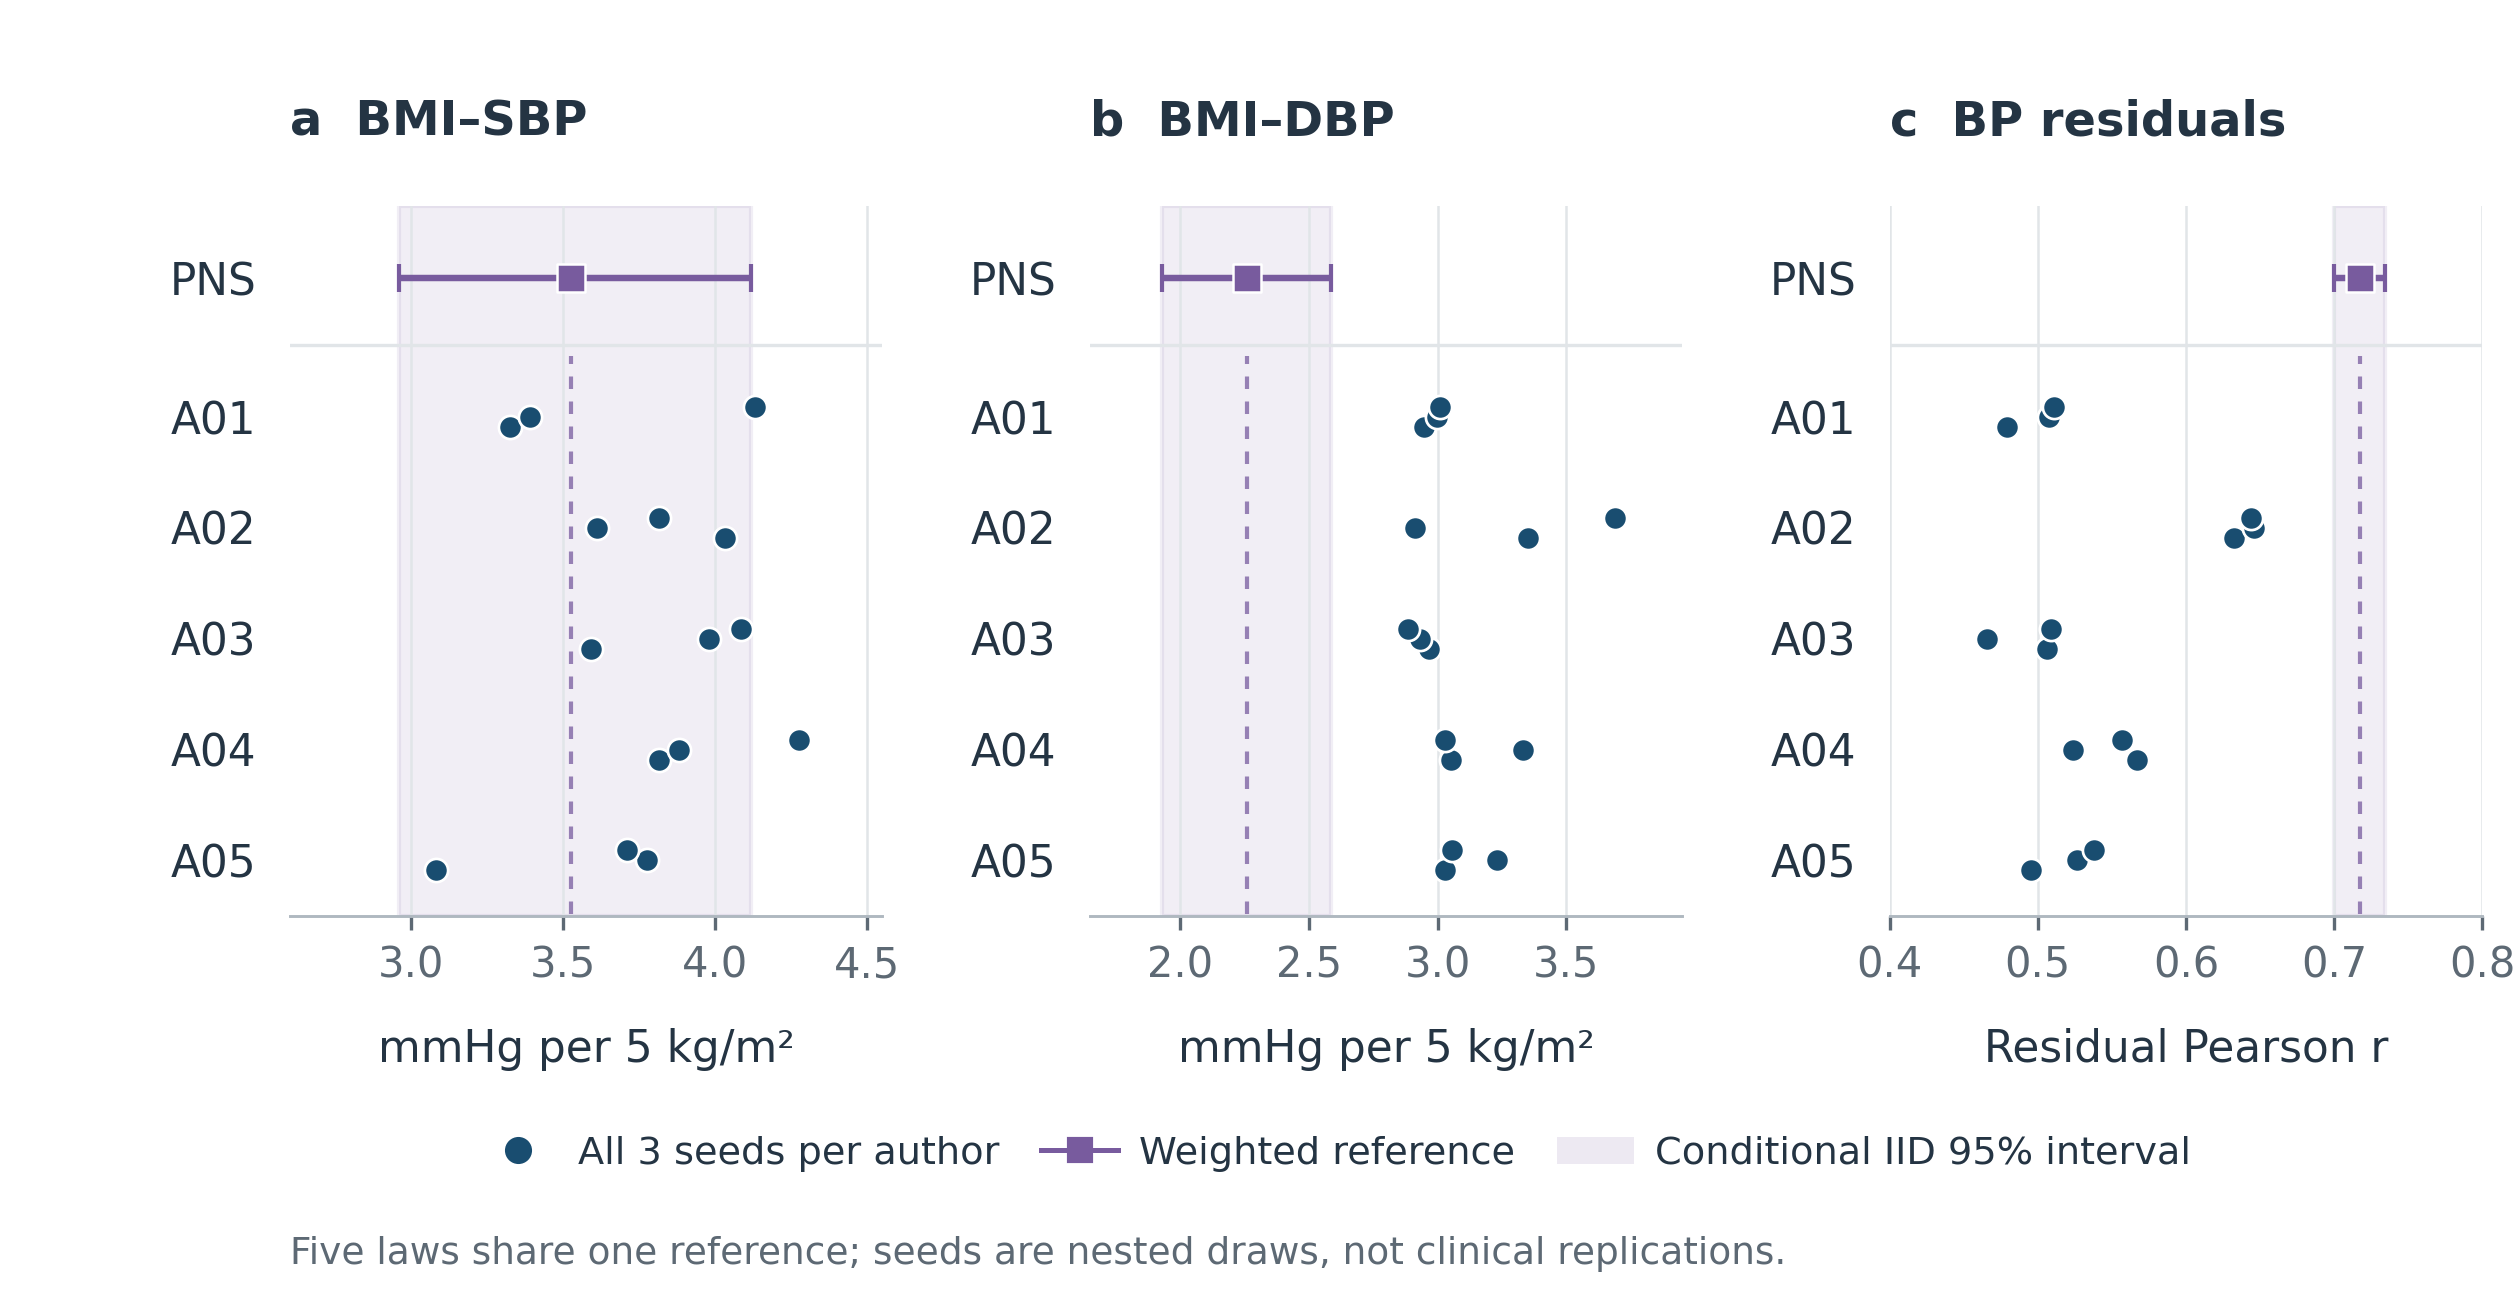 a BMI–SBP
b BMI–DBP
c BP residuals
PNS
PNS
PNS
A01
A01
A01
A02
A02
A02
A03
A03
A03
A04
A04
A04
A05
A05
A05
3.0 3.5 4.0 4.5
2.0 2.5 3.0 3.5
0.4 0.5 0.6 0.7 0.8
mmHg per 5 kg/m²
mmHg per 5 kg/m²
Residual Pearson r
All 3 seeds per author
Weighted reference
Conditional IID 95% interval
Five laws share one reference; seeds are nested draws, not clinical replications.